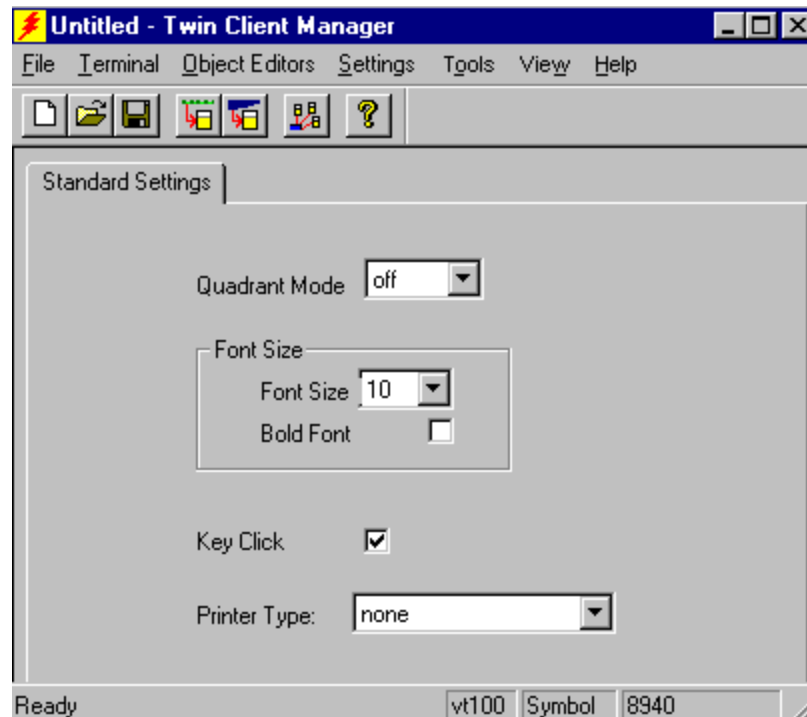 Untitled - Twin Client Manager
File Terminal Object Editors Settings Tools View Help
Standard Settings
Quadrant Mode off
Font Size
Font Size 10
Bold Font
Key Click
Printer Type: none
Ready vt100 Symbol 8940